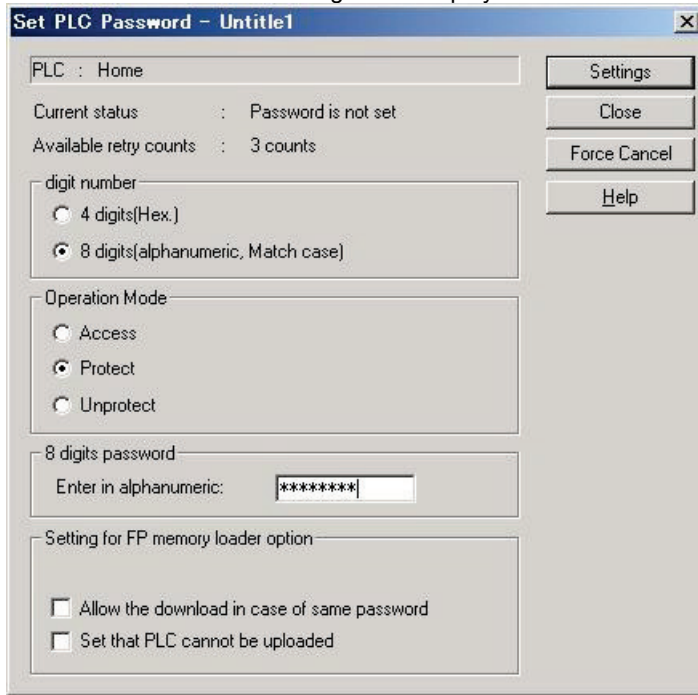 Set PLC Password - Untitle1
PLC : Home
Settings
Current status : Password is not set
Close
Available retry counts : 3 counts
Force Cancel
digit number
Help
4 digits(Hex.)
8 digits(alphanumeric, Match case)
Operation Mode
Access
Protect
Unprotect
8 digits password
Enter in alphanumeric: ********
Setting for FP memory loader option
Allow the download in case of same password
Set that PLC cannot be uploaded